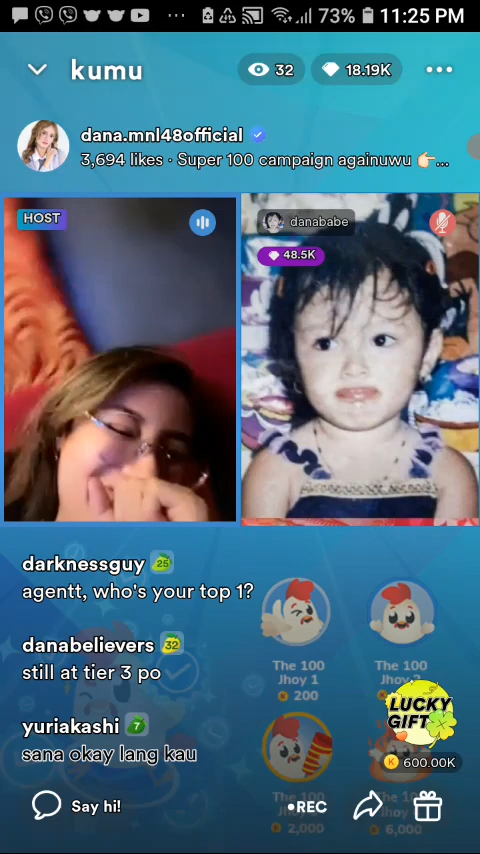 73% 11:25 PM
kumu 32 18.19K
dana.mnl48official
3,694 likes · Super 100 campaign againuwu 👉🏻...
HOST
danababe
48.5K
darknessguy 25
agentt, who's your top 1?
danabelievers 32
still at tier 3 po
yuriakashi 7
sana okay lang kau
The 100
Jhoy 1
200
The 100
Jhoy
LUCKY
GIFT
K 600.00K
The 100
2,000
6,000
Say hi!
•REC